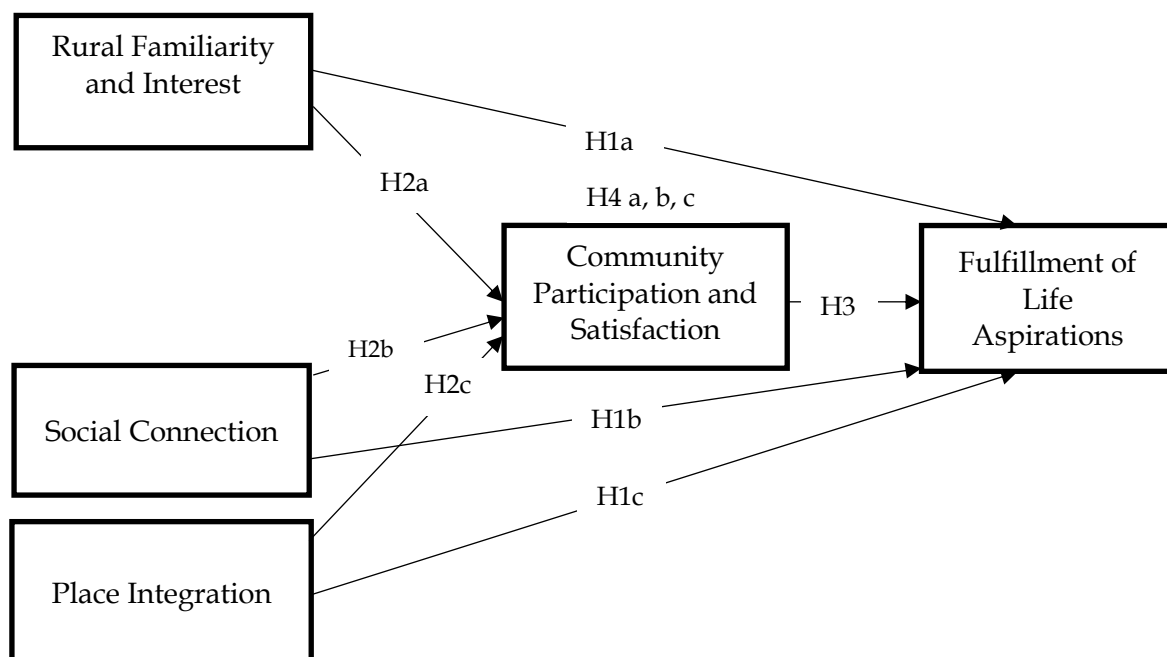 Rural Familiarity
and Interest
H1a
H2a
H4 a, b, c
Community
Participation and
Satisfaction
H3
Fulfillment of
Life
Aspirations
H2b
H2c
Social Connection
H1b
H1c
Place Integration